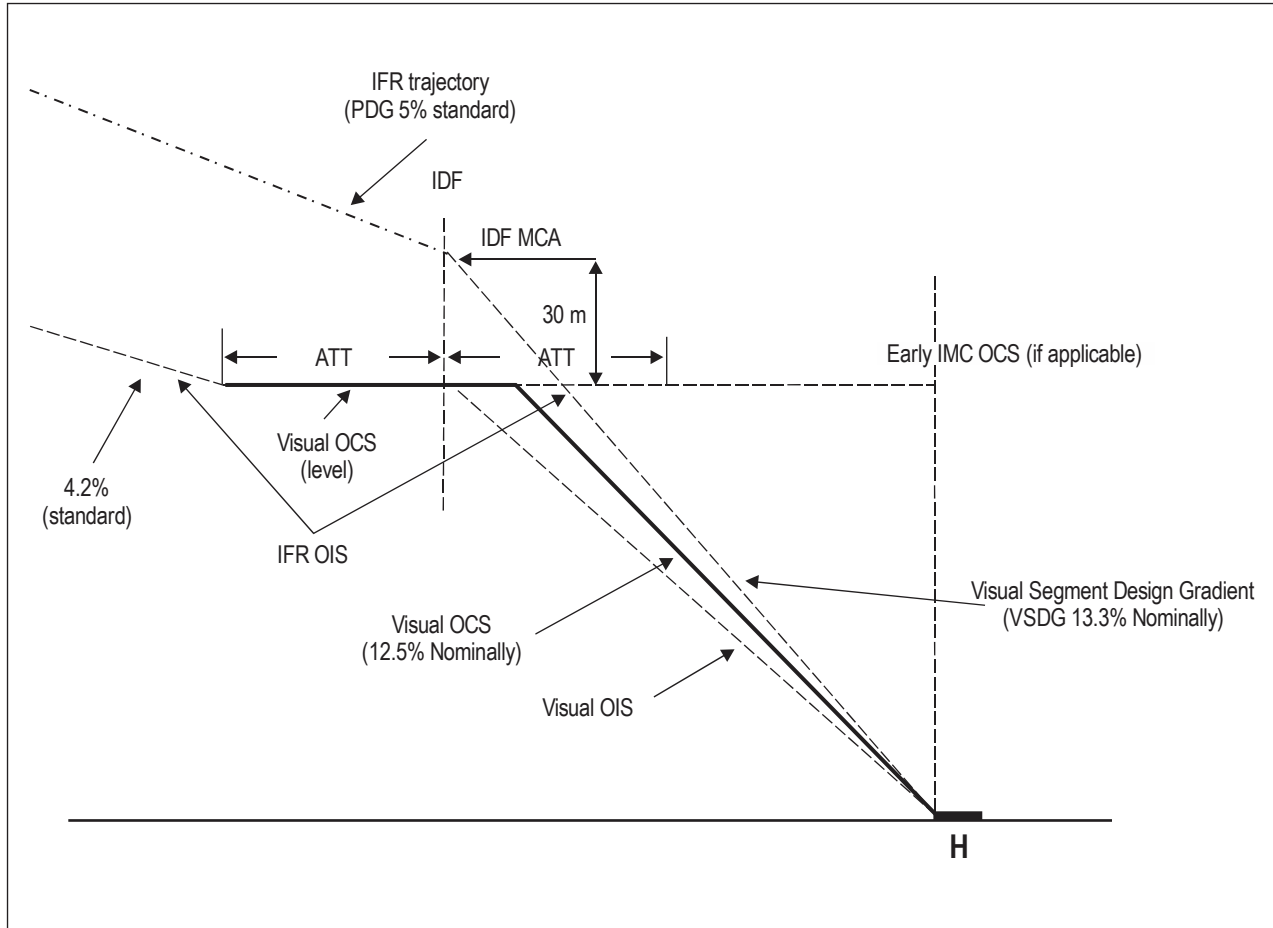 IFR trajectory
(PDG 5% standard)
IDF
IDF MCA
30 m
ATT
ATT
Early IMC OCS (if applicable)
Visual OCS
(level)
4.2%
(standard)
IFR OIS
Visual Segment Design Gradient
(VSDG 13.3% Nominally)
Visual OCS
(12.5% Nominally)
Visual OIS
H